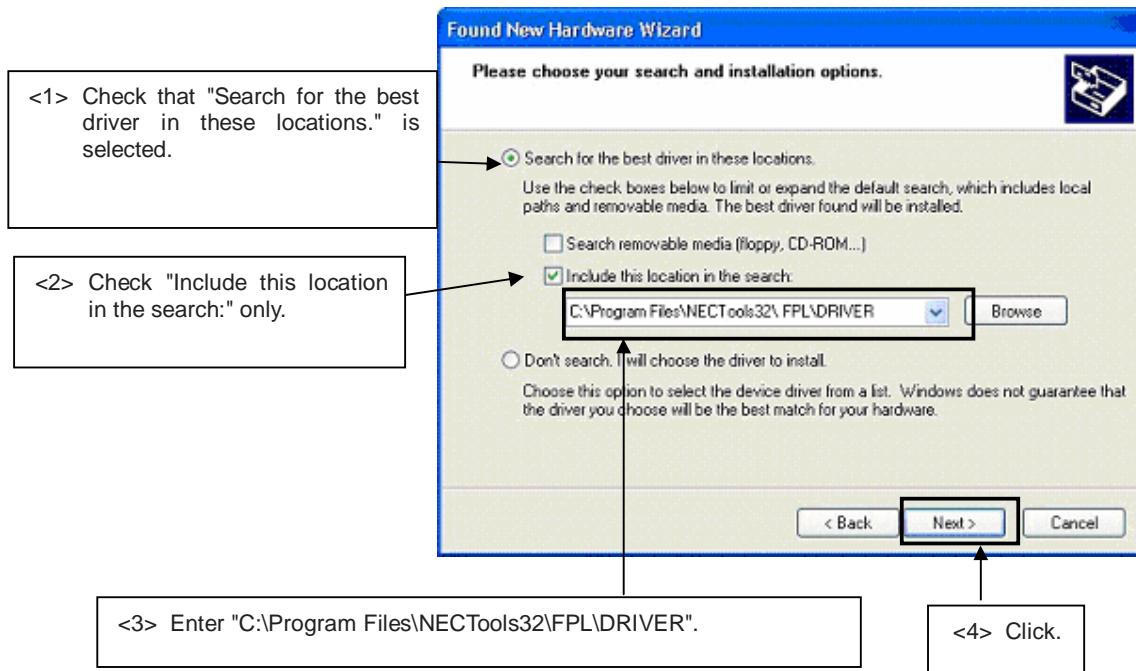 Found New Hardware Wizard
Please choose your search and installation options.
<1> Check that "Search for the best
driver in these locations." is
selected.
Search for the best driver in these locations.
Use the check boxes below to limit or expand the default search, which includes local
paths and removable media. The best driver found will be installed.
Search removable media (floppy, CD-ROM...)
<2> Check "Include this location
in the search:" only.
Include this location in the search:
C:\Program Files\NECTools32\ FPL\DRIVER
Browse
Don't search. I will choose the driver to install.
Choose this option to select the device driver from a list. Windows does not guarantee that
the driver you choose will be the best match for your hardware.
< Back
Next >
Cancel
<3> Enter "C:\Program Files\NECTools32\FPL\DRIVER".
<4> Click.